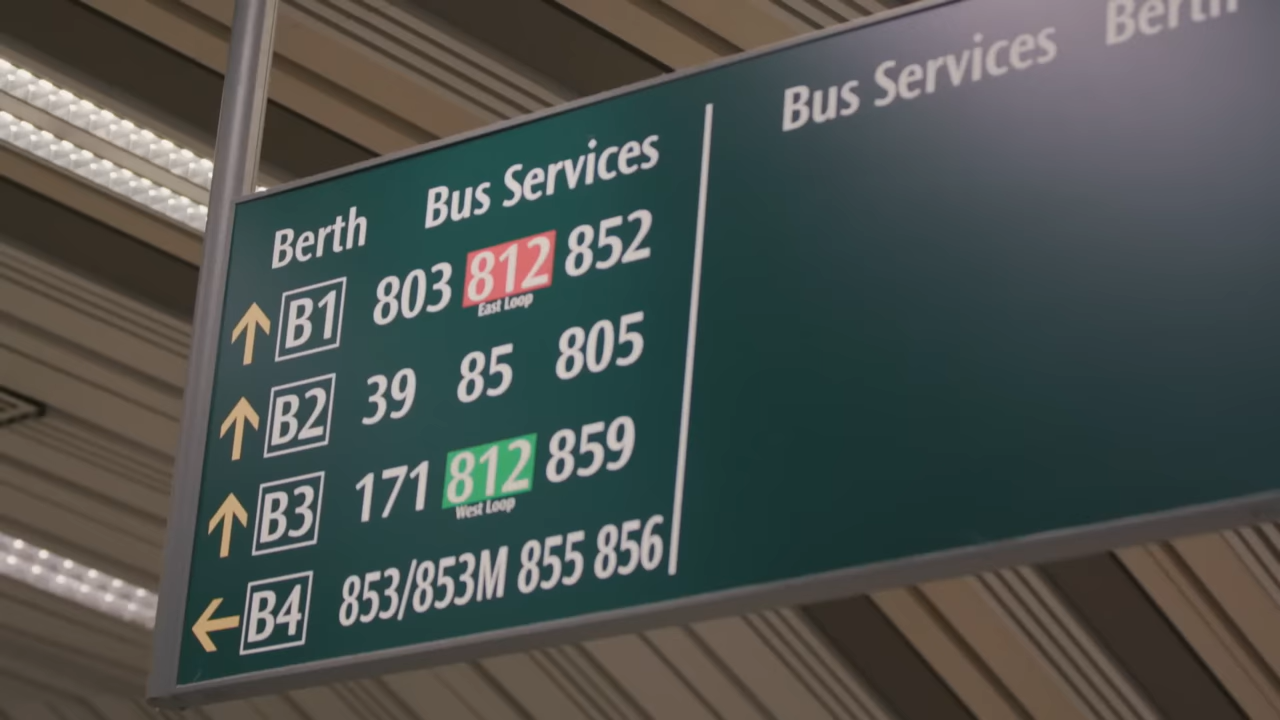 Berth Bus Services
B1 803 812 852
East Loop
B2 39 85 805
B3 171 812 859
West Loop
B4 853/853M 855 856
Bus Services Berth